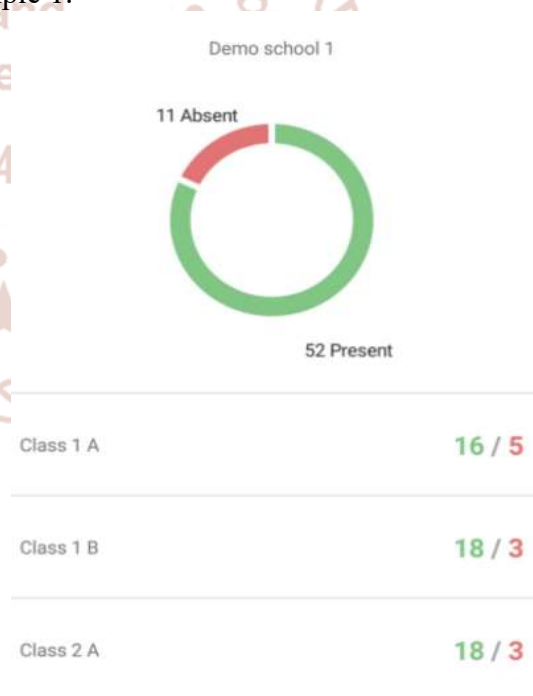 Demo school 1
11 Absent
52 Present
Class 1 A 16 / 5
Class 1 B 18 / 3
Class 2 A 18 / 3